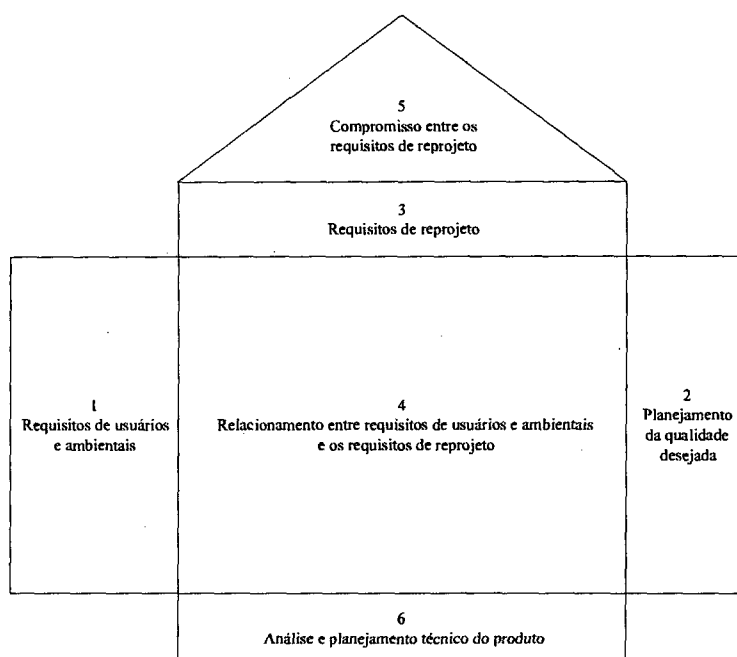 5
Compromisso entre os
requisitos de reprojeto
3
Requisitos de reprojeto
1
Requisitos de usuários
e ambientais
4
Relacionamento entre requisitos de usuários e ambientais
e os requisitos de reprojeto
2
Planejamento
da qualidade
desejada
6
Análise e planejamento técnico do produto